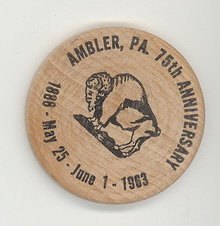 AMBLER, PA. 75th ANNIVERSARY
1888 - May 25 - June 1 - 1963